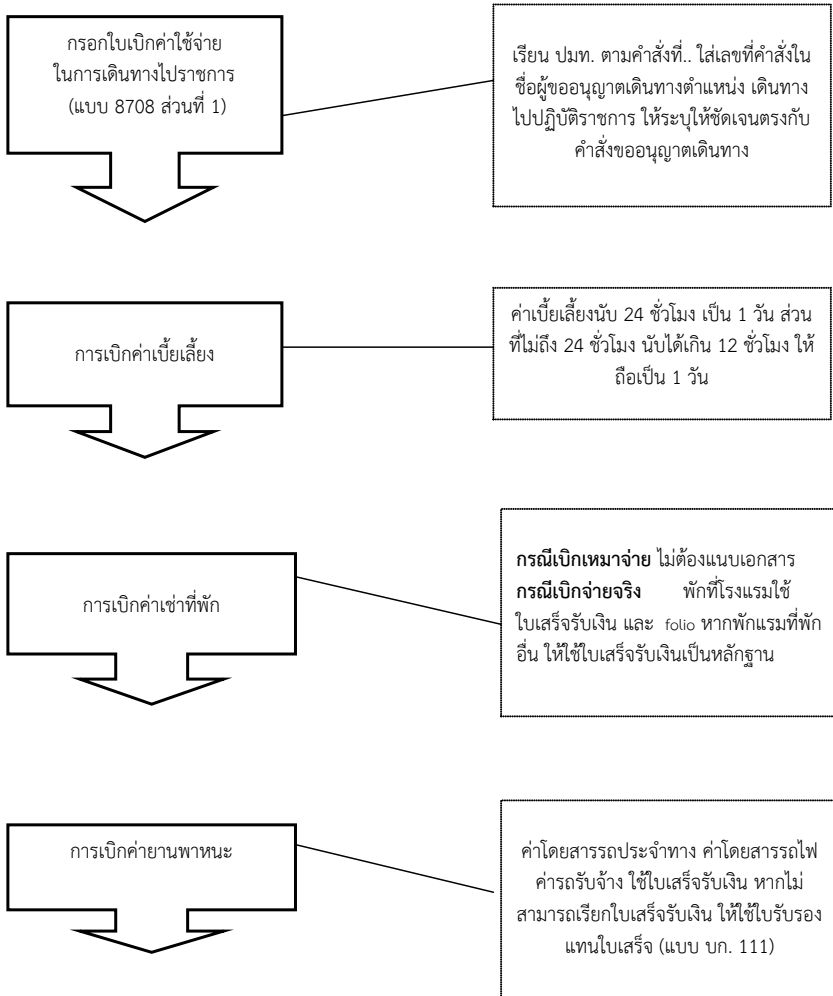 กรอกใบเบิกค่าใช้จ่าย
ในการเดินทางไปราชการ
(แบบ 8708 ส่วนที่ 1)
เรียน ปมท. ตามคำสั่งที่.. ใส่เลขที่คำสั่งใน
ชื่อผู้ขออนุญาตเดินทางตำแหน่ง เดินทาง
ไปปฏิบัติราชการ ให้ระบุให้ชัดเจนตรงกับ
คำสั่งขออนุญาตเดินทาง
การเบิกค่าเบี้ยเลี้ยง
ค่าเบี้ยเลี้ยงนับ 24 ชั่วโมง เป็น 1 วัน ส่วน
ที่ไม่ถึง 24 ชั่วโมง นับได้เกิน 12 ชั่วโมง ให้
ถือเป็น 1 วัน
การเบิกค่าเช่าที่พัก
กรณีเบิกเหมาจ่าย ไม่ต้องแนบเอกสาร
กรณีเบิกจ่ายจริง พักที่โรงแรมใช้
ใบเสร็จรับเงิน และ folio หากพักแรมที่พัก
อื่น ให้ใช้ใบเสร็จรับเงินเป็นหลักฐาน
การเบิกค่ายานพาหนะ
ค่าโดยสารรถประจำทาง ค่าโดยสารรถไฟ
ค่ารถรับจ้าง ใช้ใบเสร็จรับเงิน หากไม่
สามารถเรียกใบเสร็จรับเงิน ให้ใช้ใบรับรอง
แทนใบเสร็จ (แบบ บก. 111)